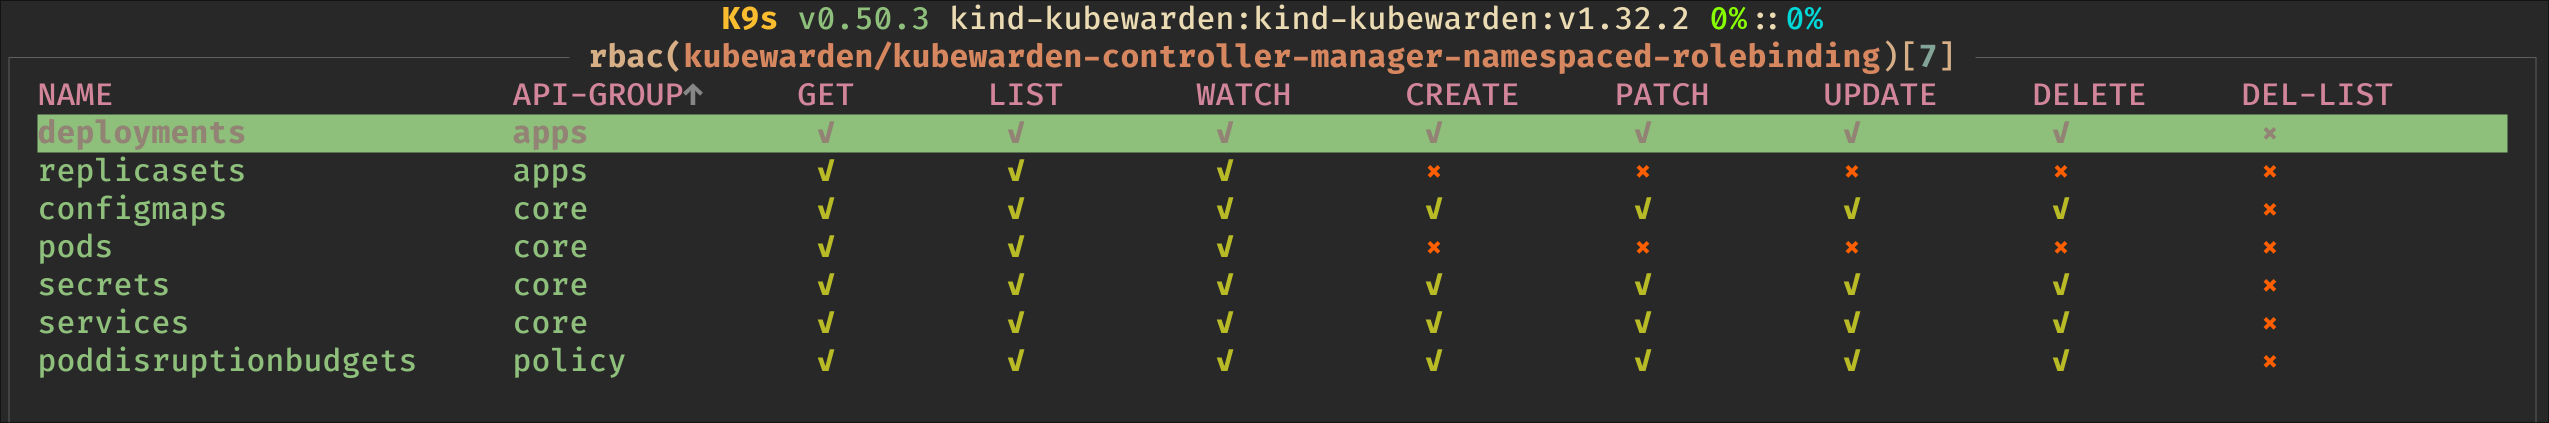 K9s v0.50.3 kind-kubewarden:kind-kubewarden:v1.32.2 0%::0%
rbac(kubewarden/kubewarden-controller-manager-namespaced-rolebinding)[7]
NAME API-GROUP↑ GET LIST WATCH CREATE PATCH UPDATE DELETE DEL-LIST
deployments apps √ √ √ √ √ √ √ ×
replicasets apps √ √ √ × × × × ×
configmaps core √ √ √ √ √ √ √ ×
pods core √ √ √ × × × × ×
secrets core √ √ √ √ √ √ √ ×
services core √ √ √ √ √ √ √ ×
poddisruptionbudgets policy √ √ √ √ √ √ √ ×